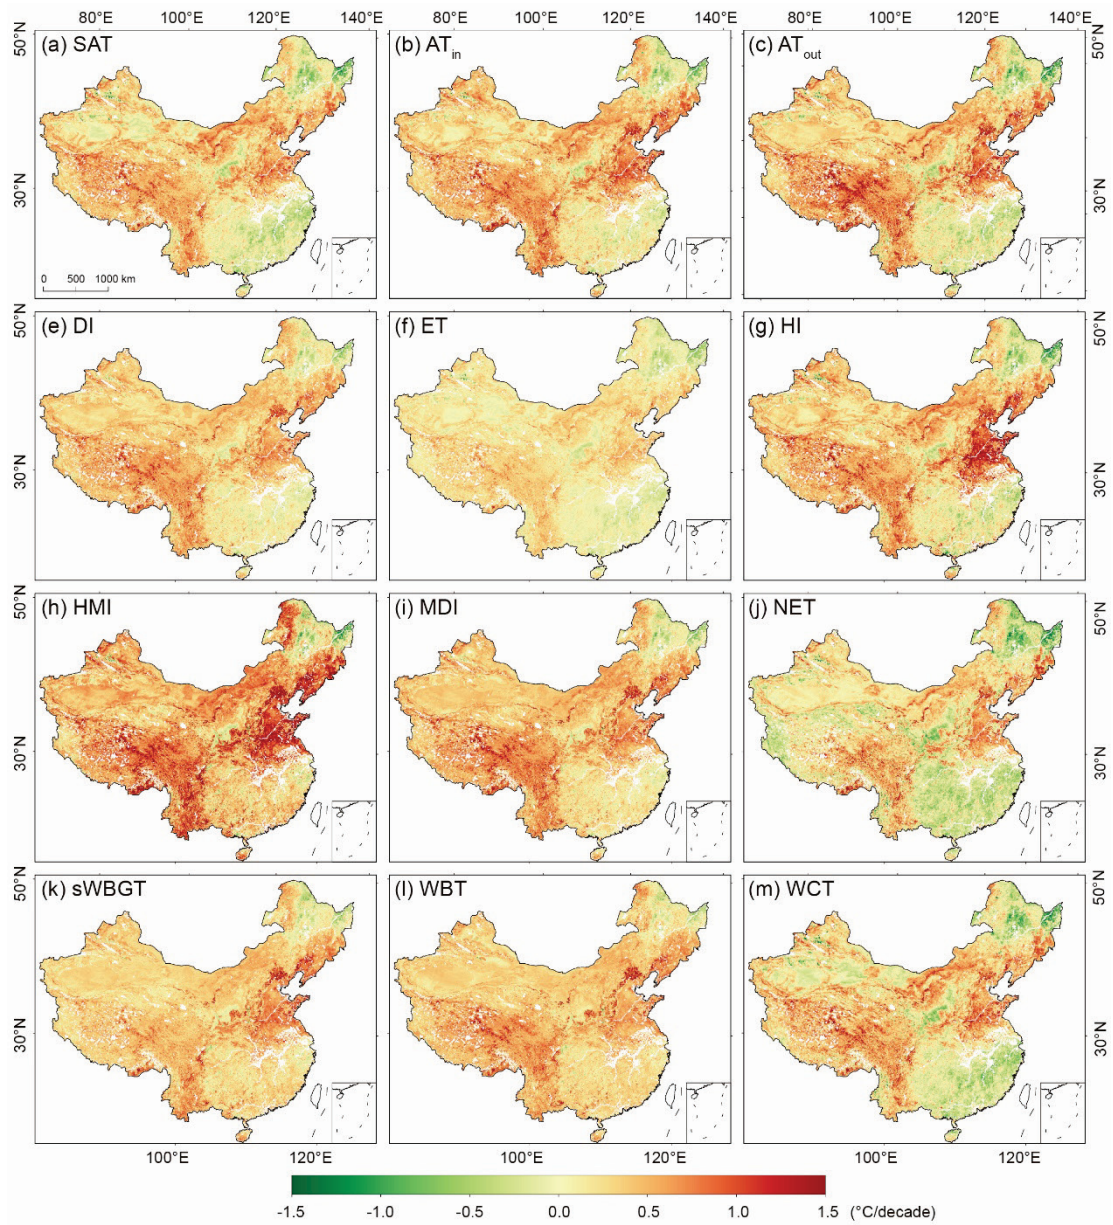 80°E 100°E 120°E 140°E 80°E 100°E 120°E 140°E 80°E 100°E 120°E 140°E
50°N (a) SAT (b) ATin (c) ATout 50°N
30°N 30°N
0 500 1000 km
50°N (e) DI (f) ET (g) HI 50°N
30°N 30°N
50°N (h) HMI (i) MDI (j) NET 50°N
30°N 30°N
50°N (k) sWBGT (l) WBT (m) WCT 50°N
30°N 30°N
100°E 120°E 100°E 120°E 100°E 120°E
-1.5 -1.0 -0.5 0.0 0.5 1.0 1.5 (°C/decade)